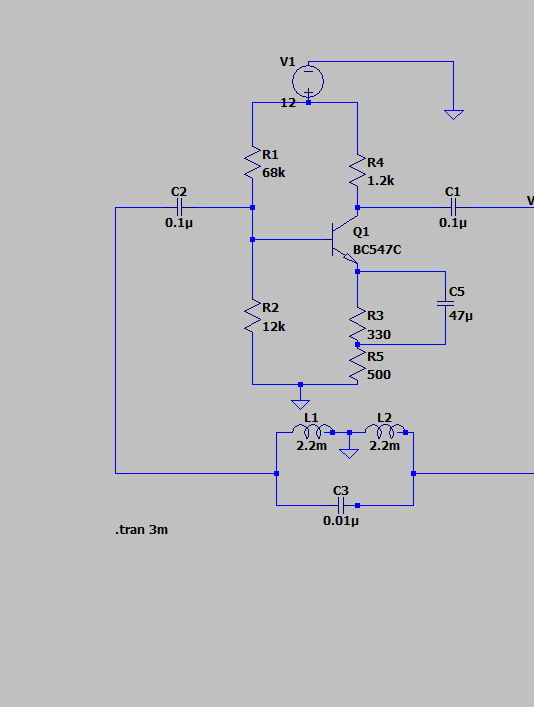 V1
12
R1
68k
R4
1.2k
C2
0.1µ
C1
0.1µ
V
Q1
BC547C
C5
47µ
R2
12k
R3
330
R5
500
L1
2.2m
L2
2.2m
C3
0.01µ
.tran 3m